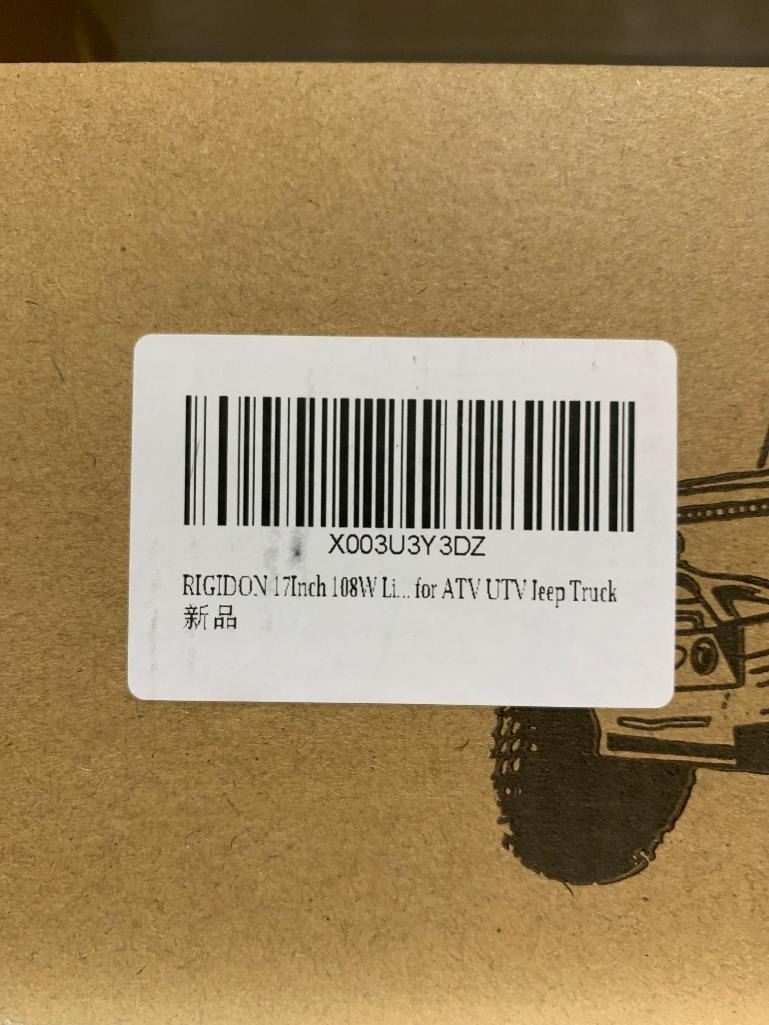 X003U3Y3DZ
RIGIDON 17Inch 108W Li... for ATV UTV Jeep Truck
新品